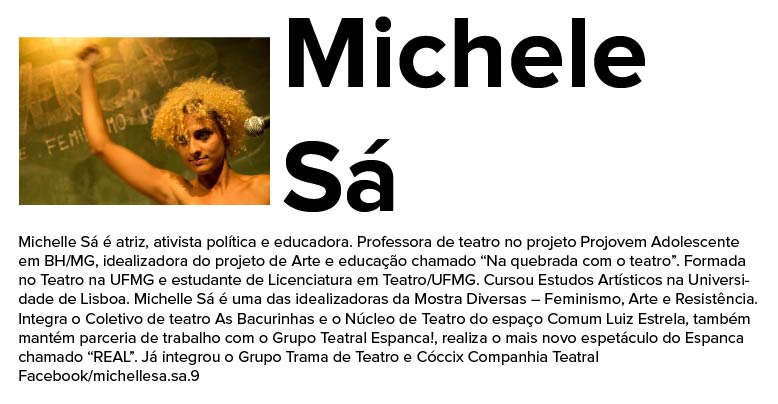 Michele
Sá
FEMINISMO
Michelle Sá é atriz, ativista política e educadora. Professora de teatro no projeto Projovem Adolescente
em BH/MG, idealizadora do projeto de Arte e educação chamado “Na quebrada com o teatro”. Formada
no Teatro na UFMG e estudante de Licenciatura em Teatro/UFMG. Cursou Estudos Artísticos na Universi-
dade de Lisboa. Michelle Sá é uma das idealizadoras da Mostra Diversas – Feminismo, Arte e Resistência.
Integra o Coletivo de teatro As Bacurinhas e o Núcleo de Teatro do espaço Comum Luiz Estrela, também
mantém parceria de trabalho com o Grupo Teatral Espanca!, realiza o mais novo espetáculo do Espanca
chamado “REAL”. Já integrou o Grupo Trama de Teatro e Cóccix Companhia Teatral
Facebook/michellesa.sa.9